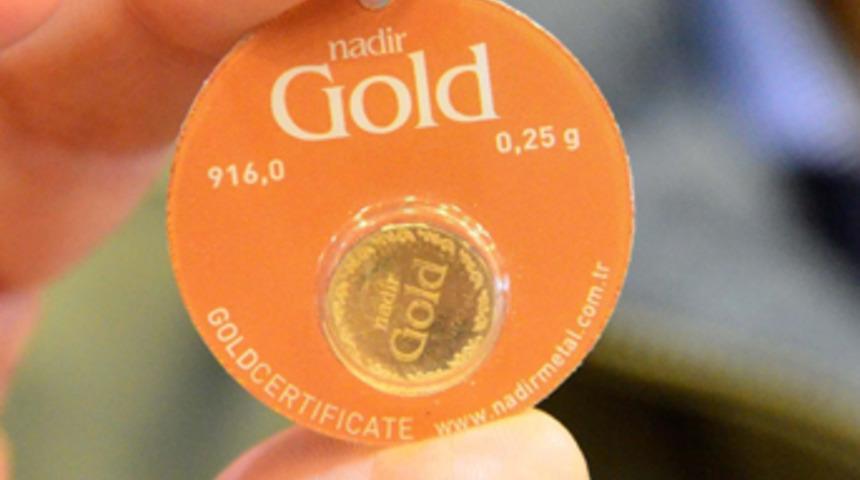 nadir
Gold
916,0
0,25 g
nadir
Gold
GOLDCERTIFICATE
www.nadirmetal.com.tr